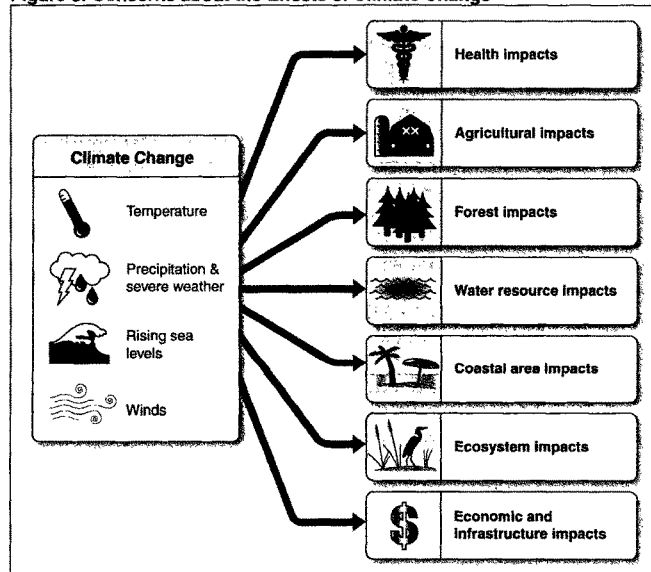 Climate Change
Temperature
Precipitation &
severe weather
Rising sea
levels
Winds
Health impacts
Agricultural impacts
Forest impacts
Water resource impacts
Coastal area impacts
Ecosystem impacts
Economic and
infrastructure impacts